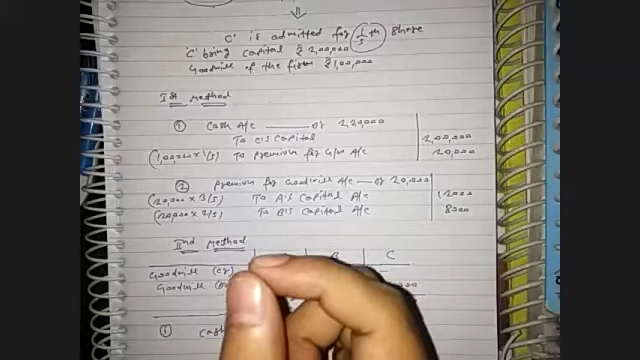 C' is admitted for 1/5 th share
C' bring capital ₹ 2,00,000
Goodwill of the firm ₹ 1,00,000
Ist method
① Cash A/c ——— Dr 2,20,000
To C's Capital 2,00,000
(1,00,000 × 1/5) To premium for G/w A/c 20,000
② premium for Goodwill A/c — Dr 20,000
(20,000 × 3/5) To A's Capital A/c 12000
(20,000 × 2/5) To B's Capital A/c 8000
IInd method
C
Goodwill (Cr)
Goodwill
① Cash